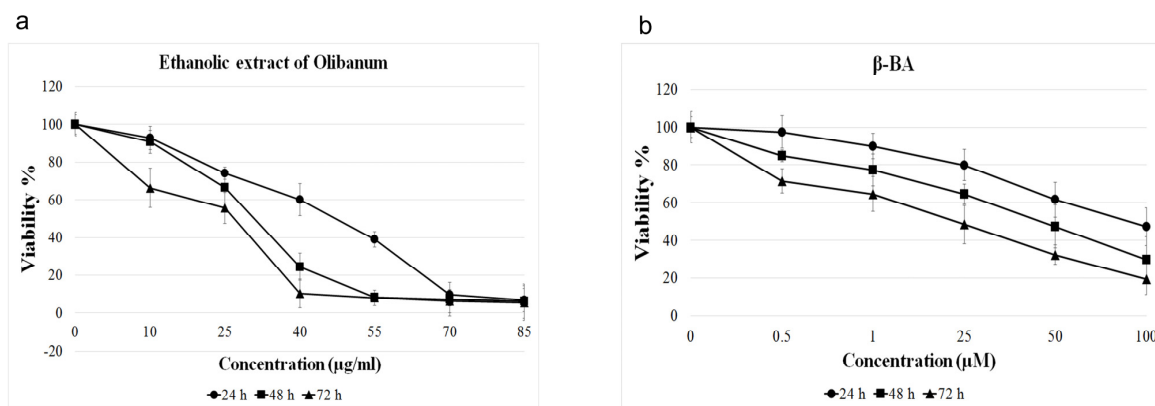 a
Ethanolic extract of Olibanum
Viability %
120
100
80
60
40
20
0
-20
0 10 25 40 55 70 85
Concentration (µg/ml)
24 h 48 h 72 h
b
β-BA
Viability %
120
100
80
60
40
20
0
0 0.5 1 25 50 100
Concentration (µM)
24 h 48 h 72 h